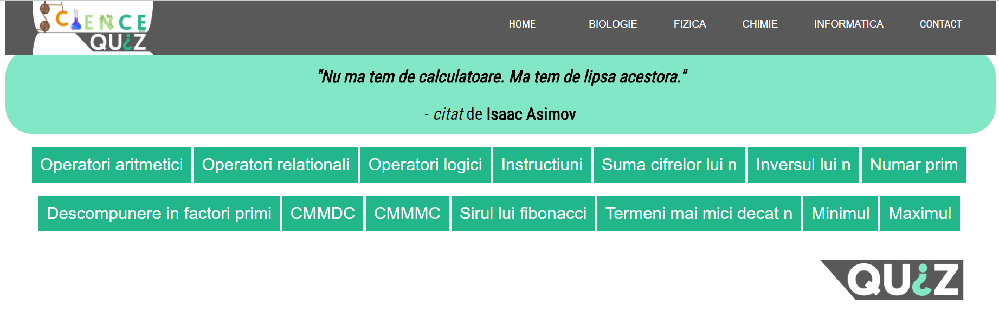 SCIENCE
QUiZ
HOME BIOLOGIE FIZICA CHIMIE INFORMATICA CONTACT
"Nu ma tem de calculatoare. Ma tem de lipsa acestora."
- citat de Isaac Asimov
Operatori aritmetici Operatori relationali Operatori logici Instructiuni Suma cifrelor lui n Inversul lui n Numar prim
Descompunere in factori primi CMMDC CMMMC Sirul lui fibonacci Termeni mai mici decat n Minimul Maximul
QU¿Z